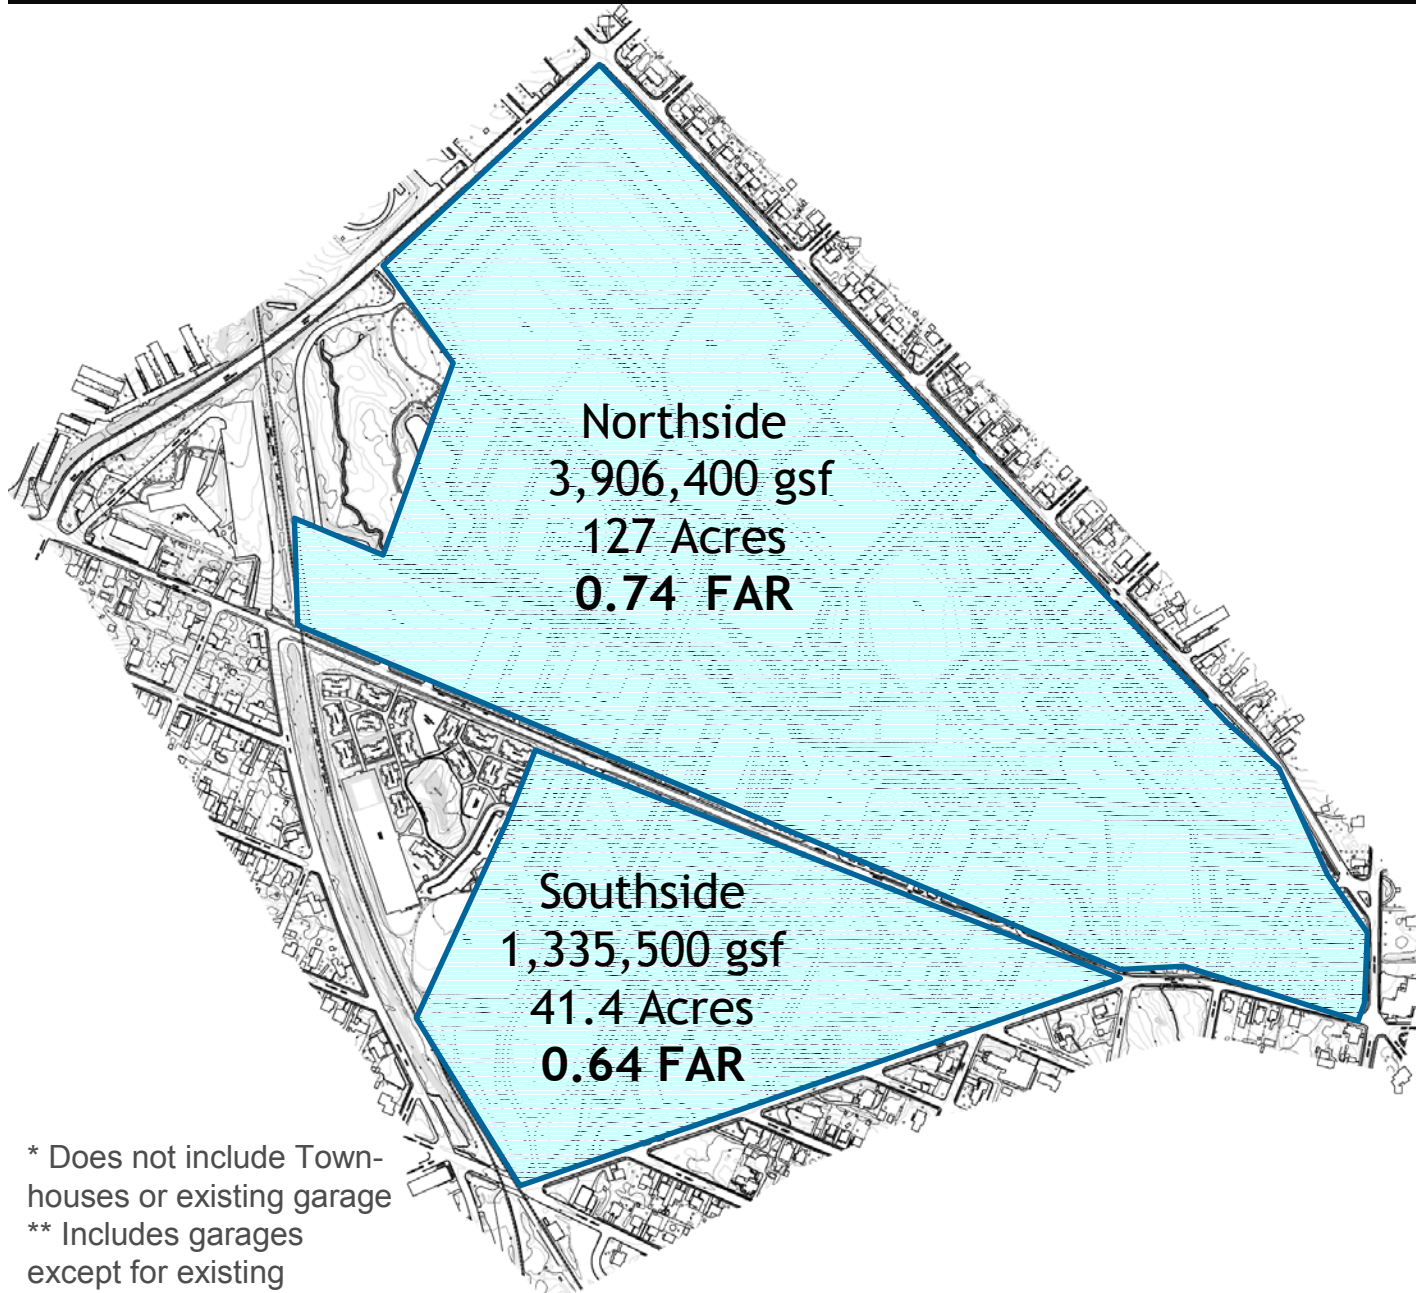 Northside
3,906,400 gsf
127 Acres
0.74 FAR
Southside
1,335,500 gsf
41.4 Acres
0.64 FAR
* Does not include Town-
houses or existing garage
** Includes garages
except for existing